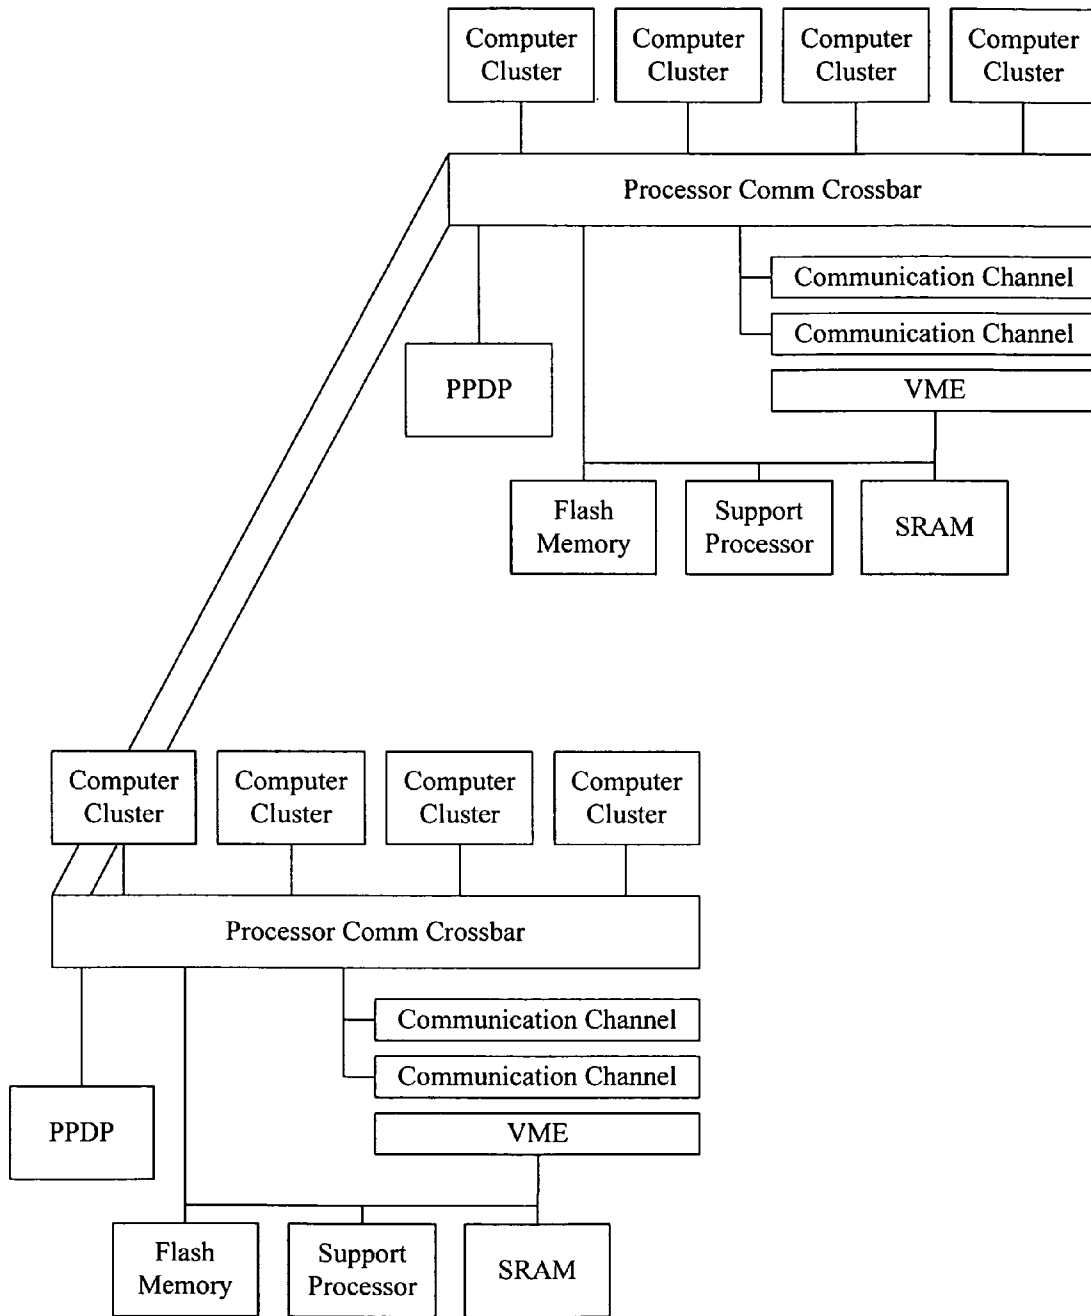 Computer
Cluster
Computer
Cluster
Computer
Cluster
Computer
Cluster
Processor Comm Crossbar
Communication Channel
Communication Channel
PPDP
VME
Flash
Memory
Support
Processor
SRAM
Computer
Cluster
Computer
Cluster
Computer
Cluster
Computer
Cluster
Processor Comm Crossbar
Communication Channel
Communication Channel
PPDP
VME
Flash
Memory
Support
Processor
SRAM